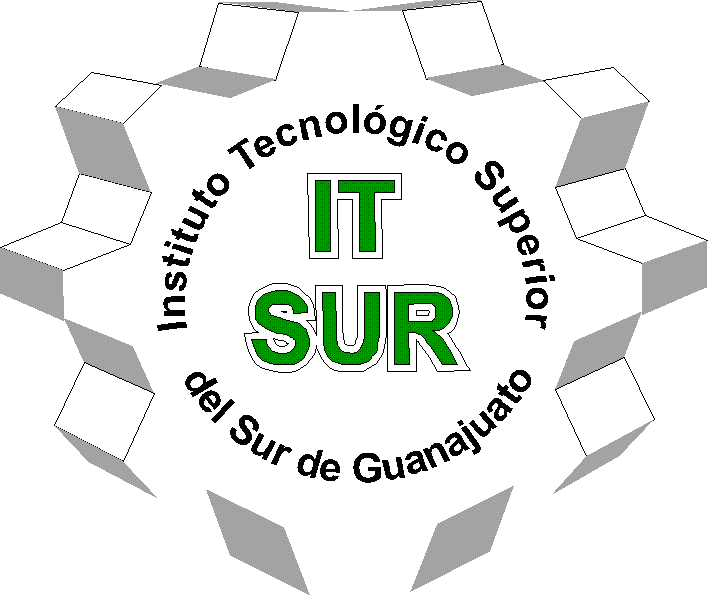 Instituto Tecnológico Superior
IT
SUR
del Sur de Guanajuato